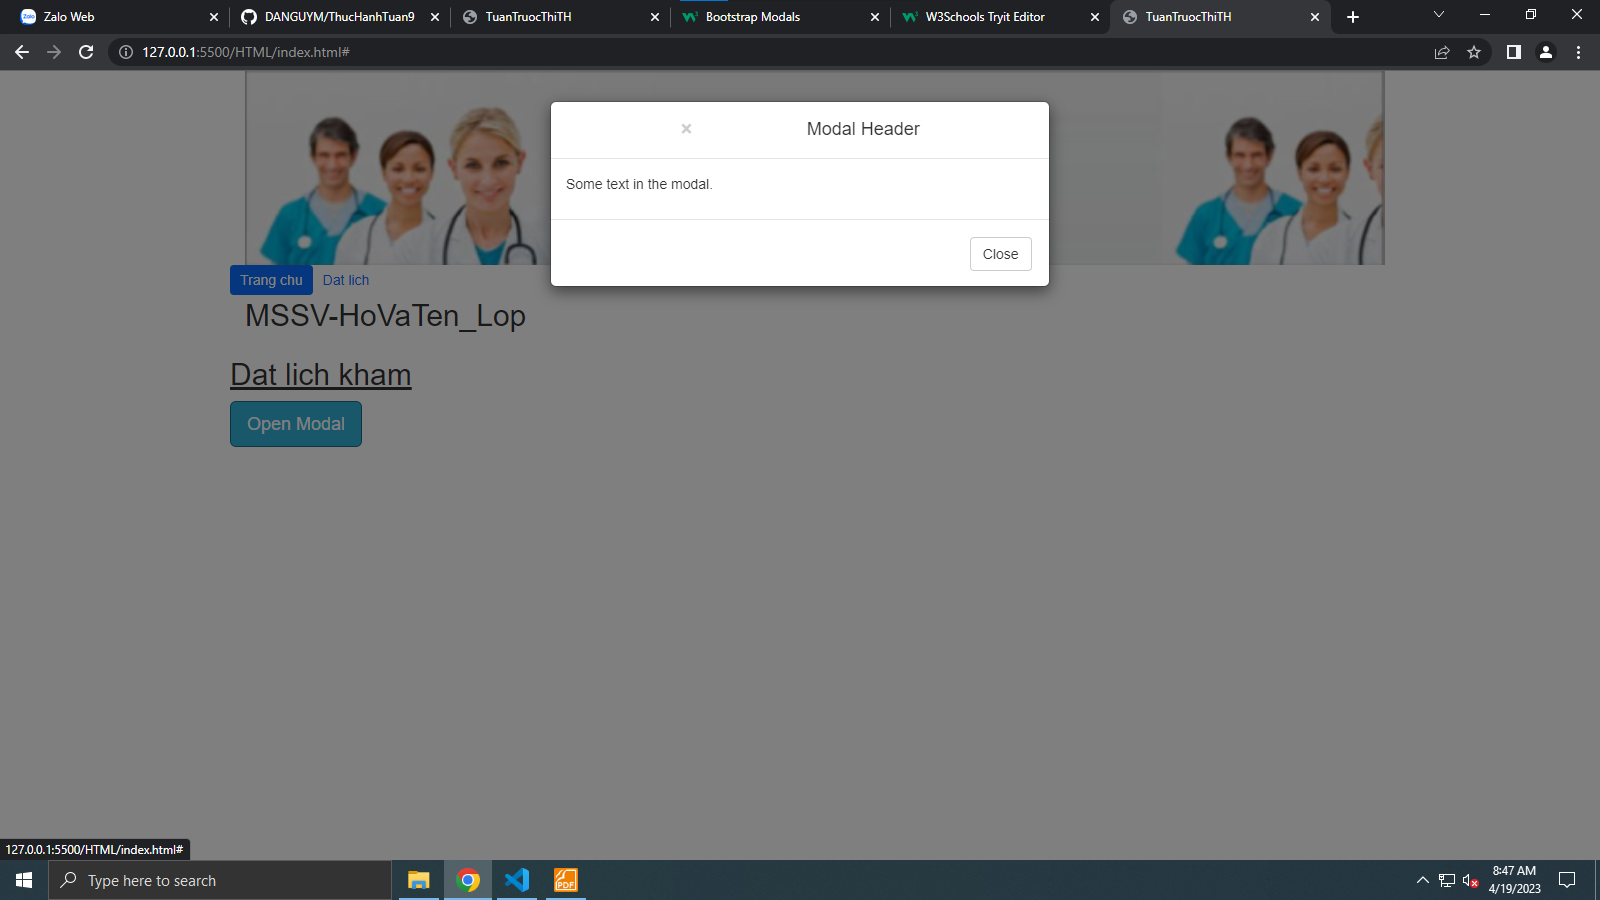 Zalo Web
DANGUYM/ThucHanhTuan9
TuanTruocThiTH
Bootstrap Modals
W3Schools Tryit Editor
TuanTruocThiTH
127.0.0.1:5500/HTML/index.html#
×
Modal Header
Some text in the modal.
Close
Trang chu
Dat lich
MSSV-HoVaTen_Lop
Dat lich kham
Open Modal
127.0.0.1:5500/HTML/index.html#
Type here to search
PDF
8:47 AM
4/19/2023